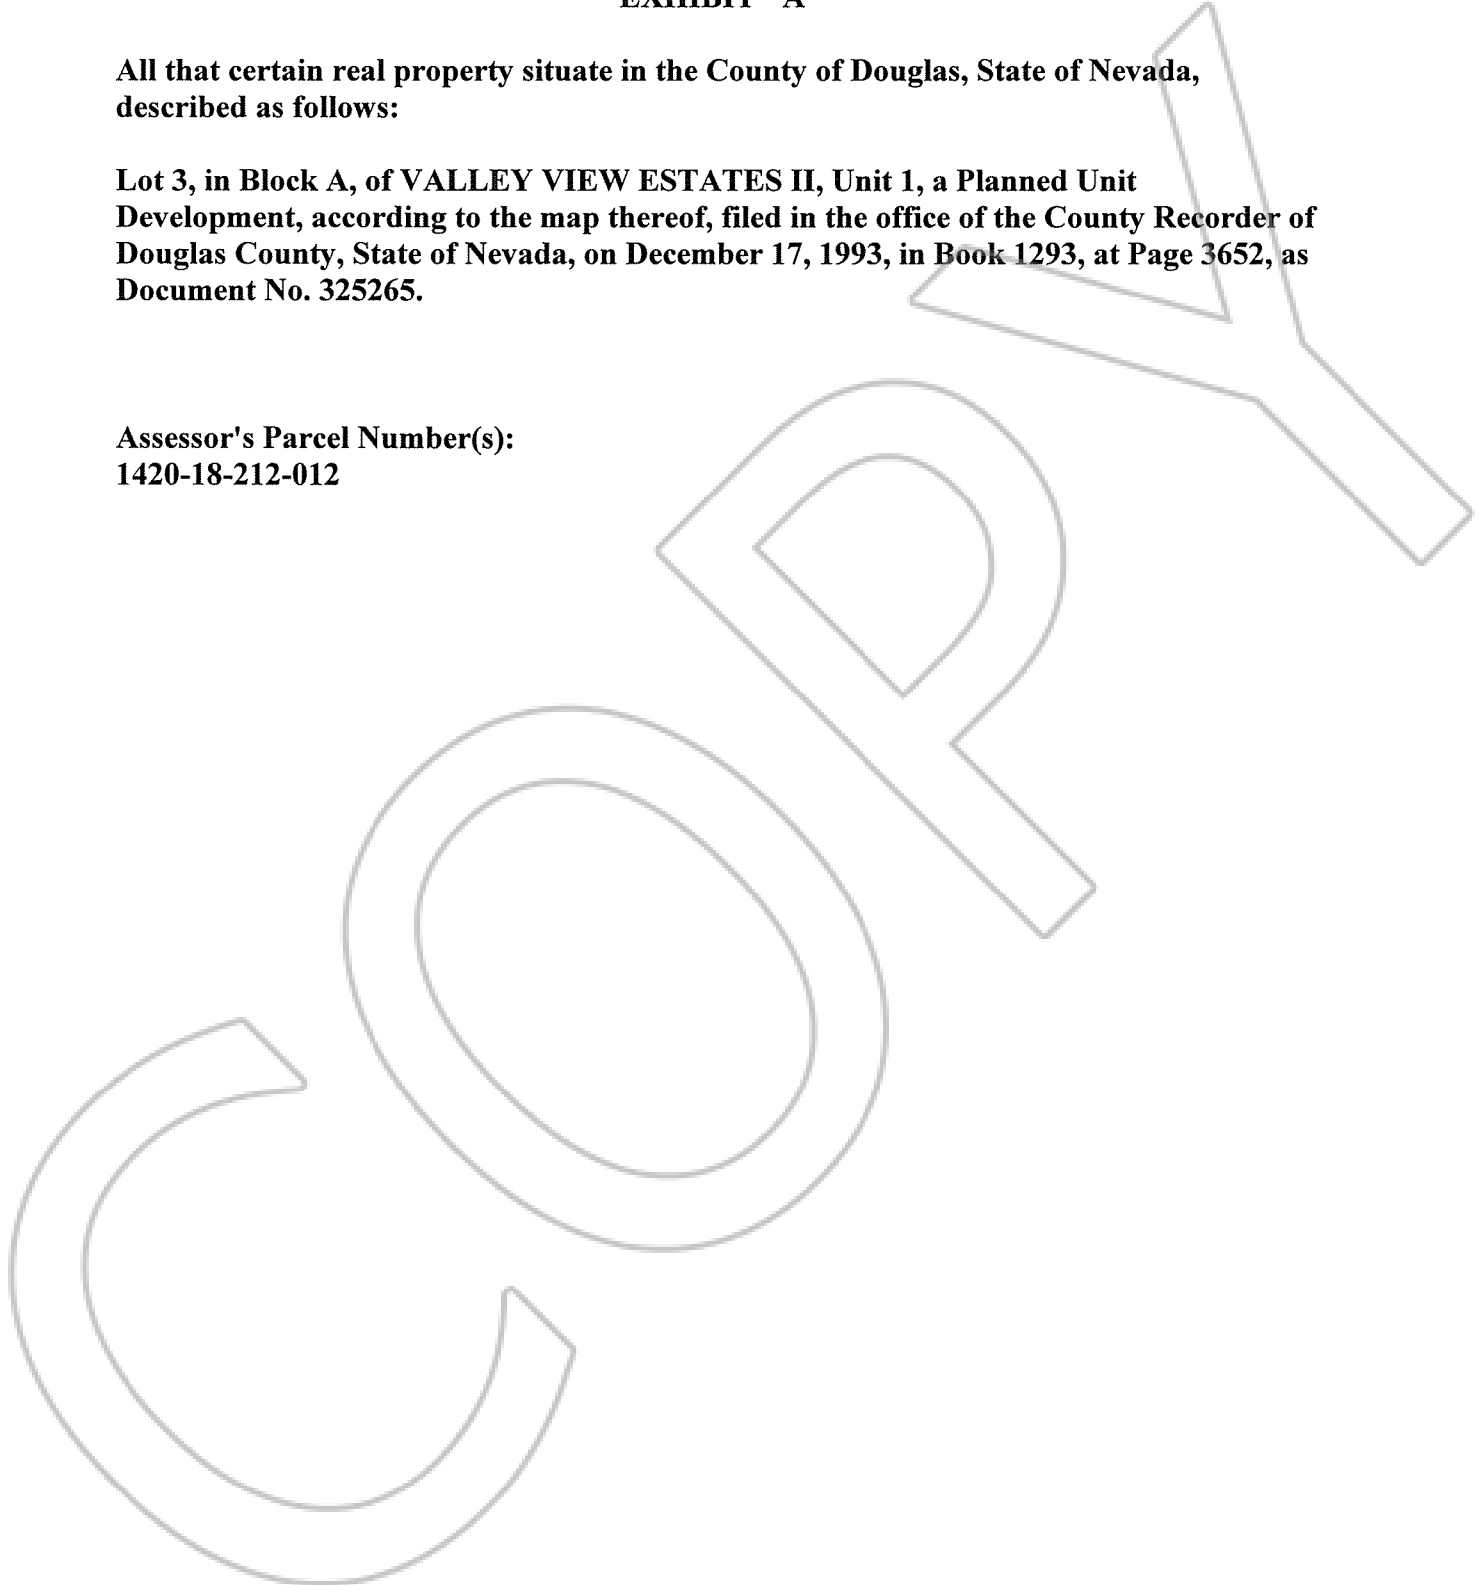 EXHIBIT "A"
All that certain real property situate in the County of Douglas, State of Nevada,
described as follows:
Lot 3, in Block A, of VALLEY VIEW ESTATES II, Unit 1, a Planned Unit
Development, according to the map thereof, filed in the office of the County Recorder of
Douglas County, State of Nevada, on December 17, 1993, in Book 1293, at Page 3652, as
Document No. 325265.
Assessor's Parcel Number(s):
1420-18-212-012
COPY